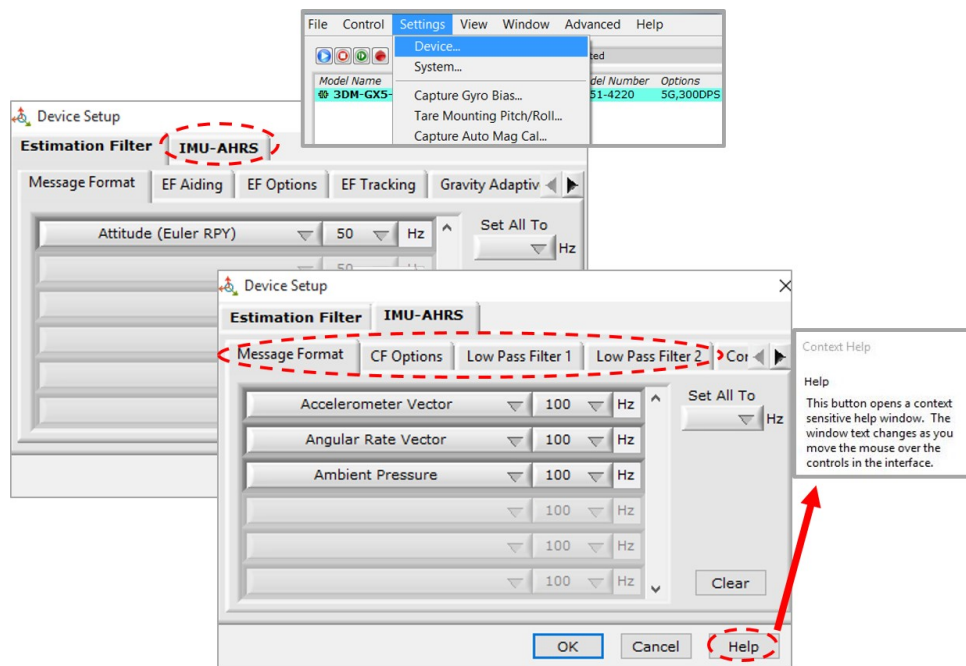 File Control Settings View Window Advanced Help
Device...
System...
Capture Gyro Bias...
Tare Mounting Pitch/Roll...
Capture Auto Mag Cal...
Model Name
Options
3DM-GX5-
51-4220 5G,300DPS
Device Setup
Estimation Filter IMU-AHRS
Message Format EF Aiding EF Options EF Tracking Gravity Adaptiv
Attitude (Euler RPY) 50 Hz
Set All To
Hz
Device Setup
Estimation Filter IMU-AHRS
Message Format CF Options Low Pass Filter 1 Low Pass Filter 2
Accelerometer Vector 100 Hz
Angular Rate Vector 100 Hz
Ambient Pressure 100 Hz
100 Hz
100 Hz
100 Hz
Set All To
Hz
Clear
OK Cancel Help
Context Help
Help
This button opens a context
sensitive help window. The
window text changes as you
move the mouse over the
controls in the interface.